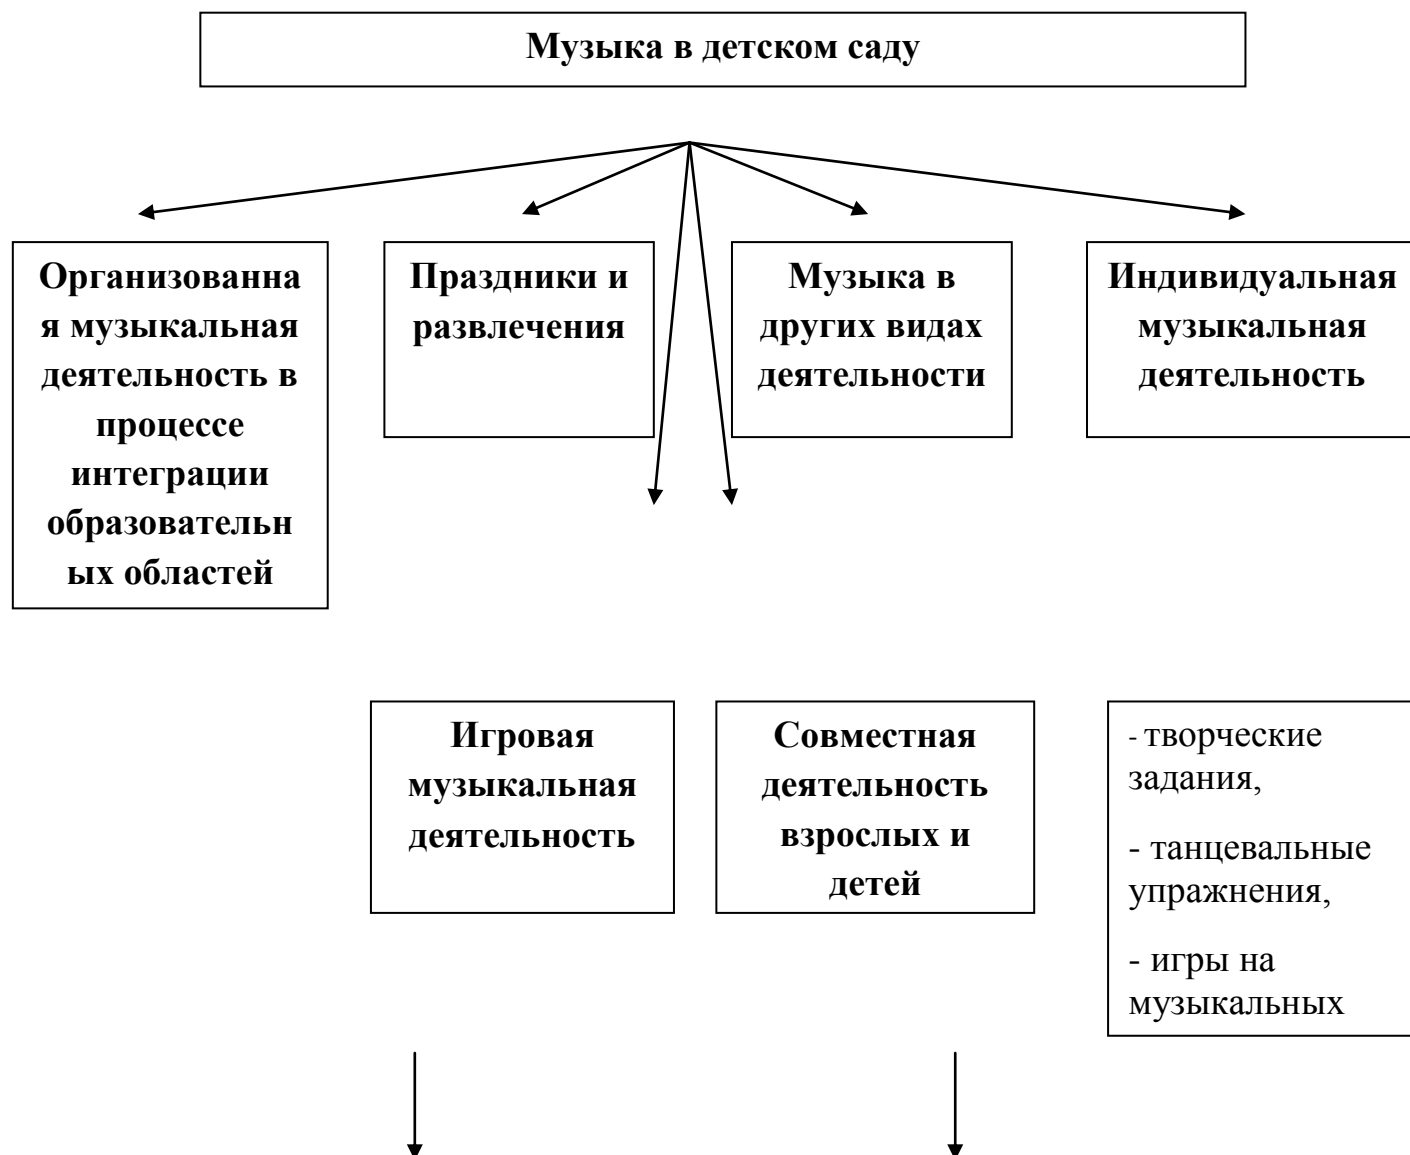 Музыка в детском саду
Организованна
я музыкальная
деятельность в
процессе
интеграции
образовательн
ых областей
Праздники и
развлечения
Музыка в
других видах
деятельности
Индивидуальная
музыкальная
деятельность
Игровая
музыкальная
деятельность
Совместная
деятельность
взрослых и
детей
- творческие
задания,
- танцевальные
упражнения,
- игры на
музыкальных